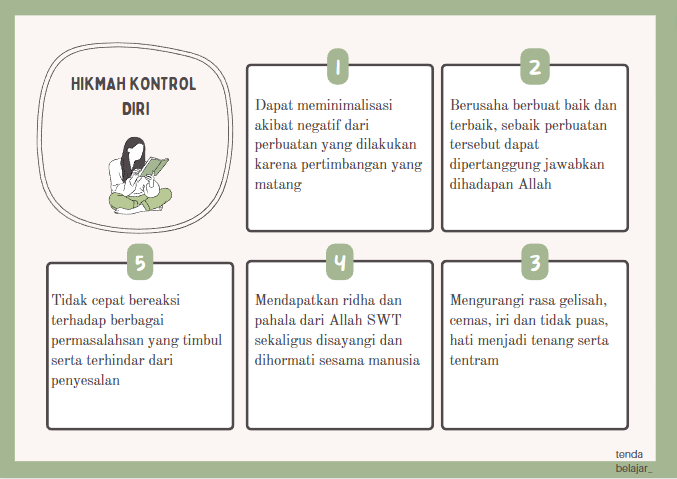 HIKMAH KONTROL
DIRI
1
Dapat meminimalisasi
akibat negatif dari
perbuatan yang dilakukan
karena pertimbangan yang
matang
2
Berusaha berbuat baik dan
terbaik, sebaik perbuatan
tersebut dapat
dipertanggung jawabkan
dihadapan Allah
3
Mengurangi rasa gelisah,
cemas, iri dan tidak puas,
hati menjadi tenang serta
tentram
4
Mendapatkan ridha dan
pahala dari Allah SWT
sekaligus disayangi dan
dihormati sesama manusia
5
Tidak cepat bereaksi
terhadap berbagai
permasalahsan yang timbul
serta terhindar dari
penyesalan
tenda
belajar_